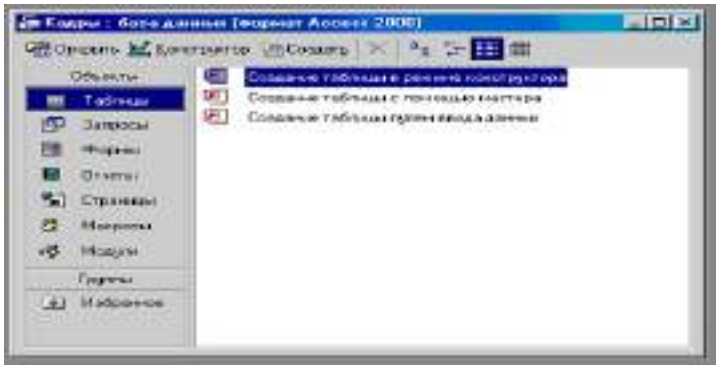 Кадры : база данных (формат Access 2000)
Открыть Конструктор Создать
Объекты
Таблицы
Запросы
Формы
Отчеты
Страницы
Макросы
Модули
Группы
Избранное
Создание таблицы в режиме конструктора
Создание таблицы с помощью мастера
Создание таблицы путем ввода данных